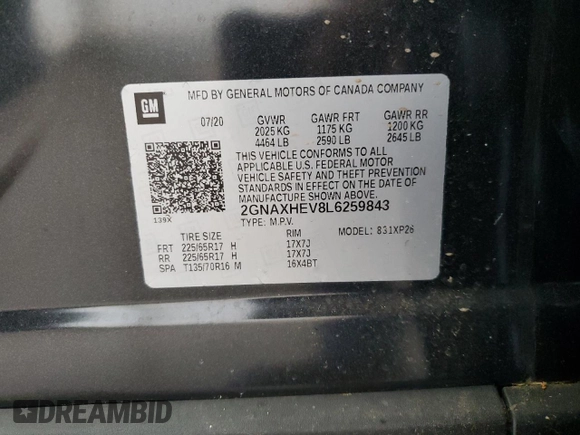 GM
MFD BY GENERAL MOTORS OF CANADA COMPANY
07/20 GVWR GAWR FRT GAWR RR
2025 KG 1175 KG 1200 KG
4464 LB 2590 LB 2645 LB
THIS VEHICLE CONFORMS TO ALL
APPLICABLE U.S. FEDERAL MOTOR
VEHICLE SAFETY AND THEFT PREVENTION
STANDARDS IN EFFECT ON THE DATE OF
MANUFACTURE SHOWN ABOVE.
2GNAXHEV8L6259843
TYPE: M.P.V.
139X
MODEL: 831XP26
TIRE SIZE RIM
FRT 225/65R17 H 17X7J
RR 225/65R17 H 17X7J
SPA T135/70R16 M 16X4BT
DREAMBID